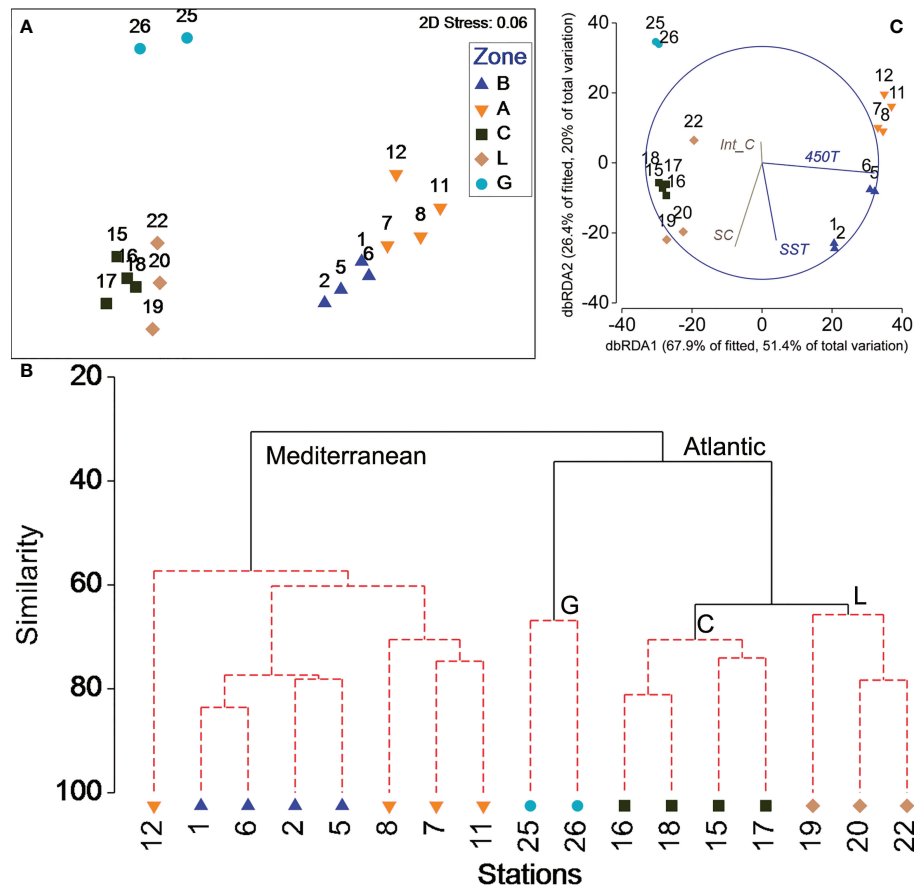 A
2D Stress: 0.06
26
25
Zone
B
A
C
L
G
12
11
8
7
1
6
5
2
22
15
16
18
20
17
19
C
40
20
0
-20
-40
-40
-20
0
20
40
dbRDA2 (26.4% of fitted, 20% of total variation)
dbRDA1 (67.9% of fitted, 51.4% of total variation)
25
26
12
11
7
8
22
Int_C
450T
18
17
15
16
6
5
19
20
SC
SST
1
2
B
20
40
60
80
100
Similarity
Mediterranean
Atlantic
G
C
L
12
1
6
2
5
8
7
11
25
26
16
18
15
17
19
20
22
Stations